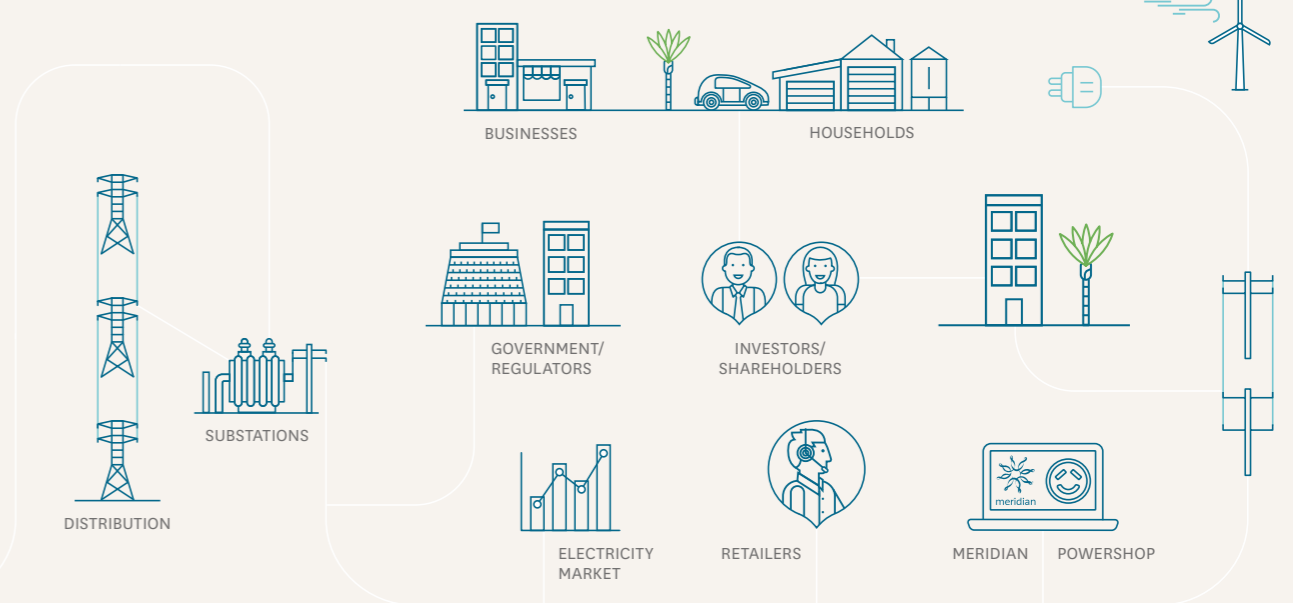 BUSINESSES
HOUSEHOLDS
GOVERNMENT/
REGULATORS
INVESTORS/
SHAREHOLDERS
SUBSTATIONS
DISTRIBUTION
meridian
ELECTRICITY
MARKET
RETAILERS
MERIDIAN
POWERSHOP